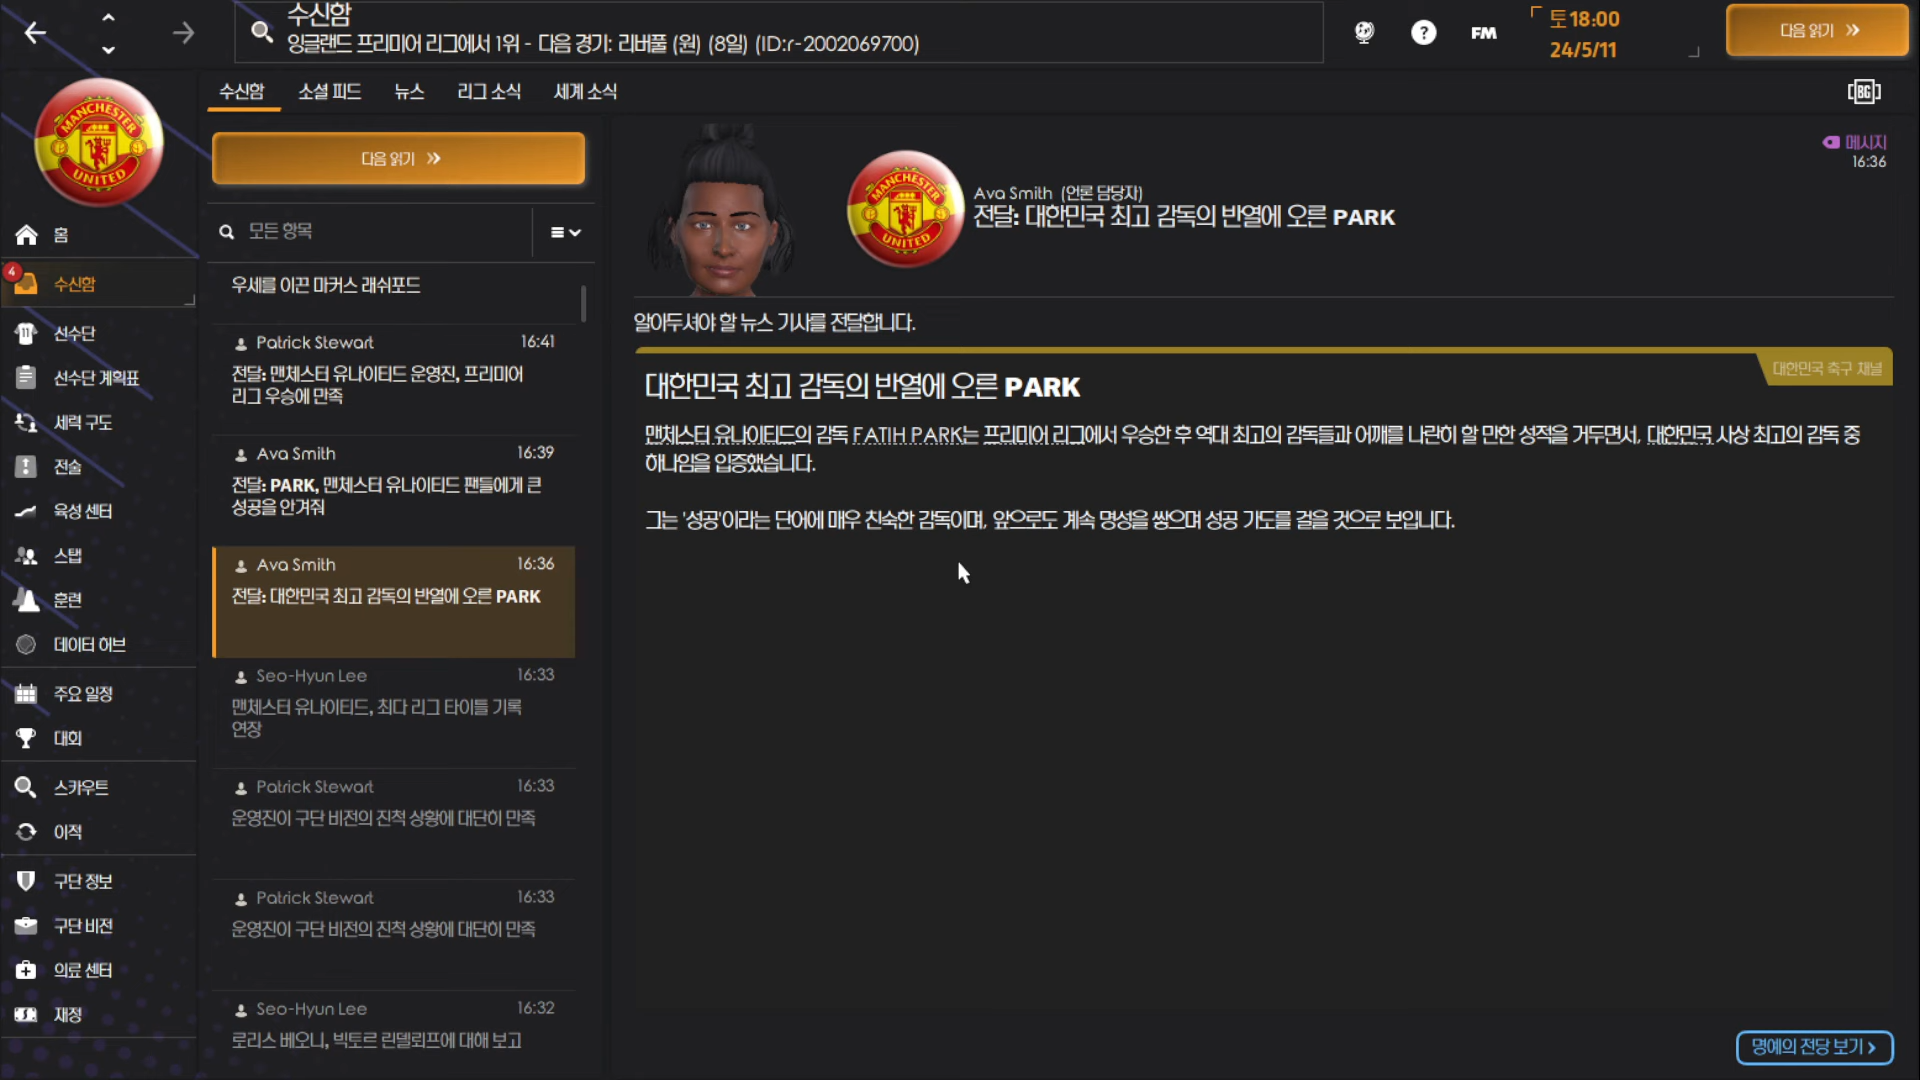 수신함
잉글랜드 프리미어 리그에서 1위 - 다음 경기: 리버풀 (원) (8일) (ID:r-2002069700)
FM
토18:00
24/5/11
다음 읽기
MANCHESTER
UNITED
수신함
소셜 피드
뉴스
리그 소식
세계 소식
BG
홈
4
수신함
선수단
선수단 계획표
세력 구도
전술
육성 센터
스탭
훈련
데이터 허브
주요 일정
대회
스카우트
이적
구단 정보
구단 비전
의료 센터
재정
다음 읽기
모든 항목
우세를 이끈 마커스 래쉬포드
Patrick Stewart
16:41
전달: 맨체스터 유나이티드 운영진, 프리미어
리그 우승에 만족
Ava Smith
16:39
전달: PARK, 맨체스터 유나이티드 팬들에게 큰
성공을 안겨줘
Ava Smith
16:36
전달: 대한민국 최고 감독의 반열에 오른 PARK
Seo-Hyun Lee
16:33
맨체스터 유나이티드, 최다 리그 타이틀 기록
연장
Patrick Stewart
16:33
운영진이 구단 비전의 진척 상황에 대단히 만족
Patrick Stewart
16:33
운영진이 구단 비전의 진척 상황에 대단히 만족
Seo-Hyun Lee
16:32
로리스 베오니, 빅토르 린델뢰프에 대해 보고
MANCHESTER
UNITED
Ava Smith (언론 담당자)
전달: 대한민국 최고 감독의 반열에 오른 PARK
메시지
16:36
알아두셔야 할 뉴스 기사를 전달합니다.
대한민국 축구 채널
대한민국 최고 감독의 반열에 오른 PARK
맨체스터 유나이티드의 감독 FATIH PARK는 프리미어 리그에서 우승한 후 역대 최고의 감독들과 어깨를 나란히 할 만한 성적을 거두면서, 대한민국 사상 최고의 감독 중
하나임을 입증했습니다.
그는 '성공'이라는 단어에 매우 친숙한 감독이며, 앞으로도 계속 명성을 쌓으며 성공 가도를 걸을 것으로 보입니다.
명예의 전당 보기